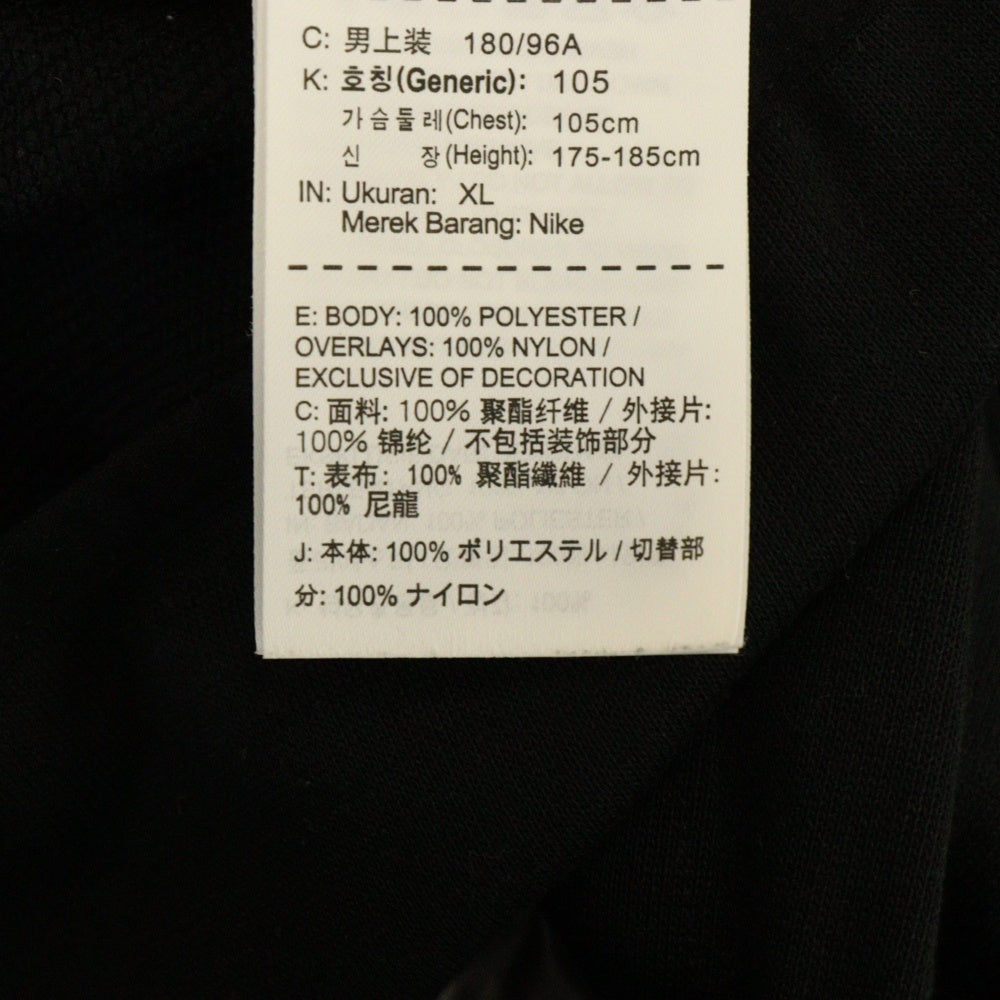 C: 男上装 180/96A
K: 호칭(Generic): 105
가슴둘레(Chest): 105cm
신 장(Height): 175-185cm
IN: Ukuran: XL
Merek Barang: Nike
E: BODY: 100% POLYESTER /
OVERLAYS: 100% NYLON /
EXCLUSIVE OF DECORATION
C: 面料: 100% 聚酯纤维 / 外接片:
100% 锦纶 / 不包括装饰部分
T: 表布: 100% 聚酯纖維 / 外接片:
100% 尼龍
J: 本体: 100% ポリエステル / 切替部
分: 100% ナイロン